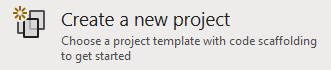 Create a new project
Choose a project template with code scaffolding
to get started